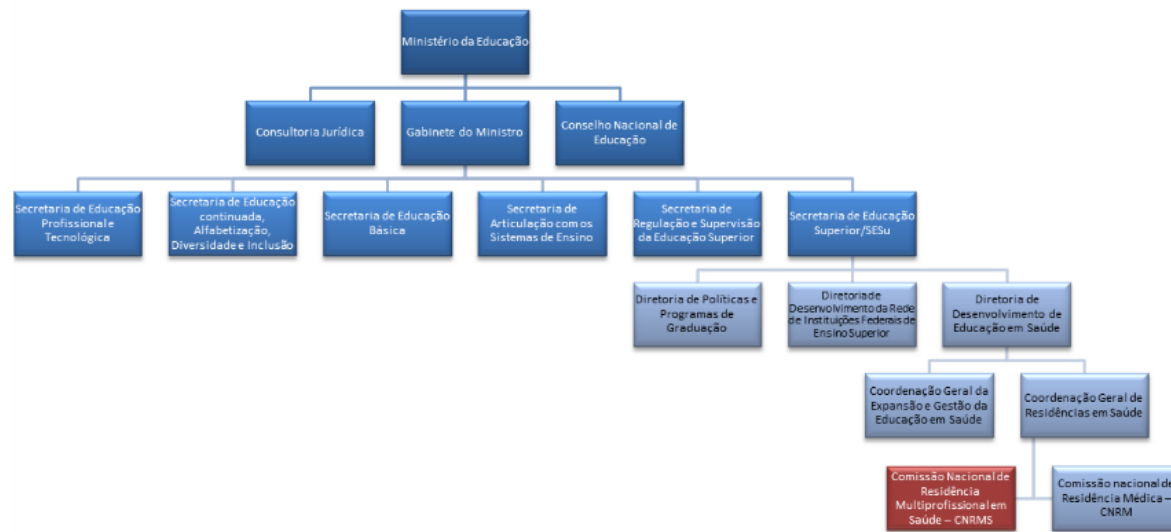 Ministério da Educação
Consultoria Jurídica
Gabinete do Ministro
Conselho Nacional de
Educação
Secretaria de Educação
Profissional e
Tecnológica
Secretaria de Educação
continuada,
Alfabetização,
Diversidade e Inclusão
Secretaria de Educação
Básica
Secretaria de
Articulação com os
Sistemas de Ensino
Secretaria de
Regulação e Supervisão
da Educação Superior
Secretaria de Educação
Superior/SESu
Diretoria de Políticas e
Programas de
Graduação
Diretoria de
Desenvolvimento da Rede
de Instituições Federais de
Ensino Superior
Diretoria de
Desenvolvimento de
Educação em Saúde
Coordenação Geral da
Expansão e Gestão da
Educação em Saúde
Coordenação Geral de
Residências em Saúde
Comissão Nacional de
Residência
Multiprofissional em
Saúde – CNRMS
Comissão nacional de
Residência Médica –
CNRM